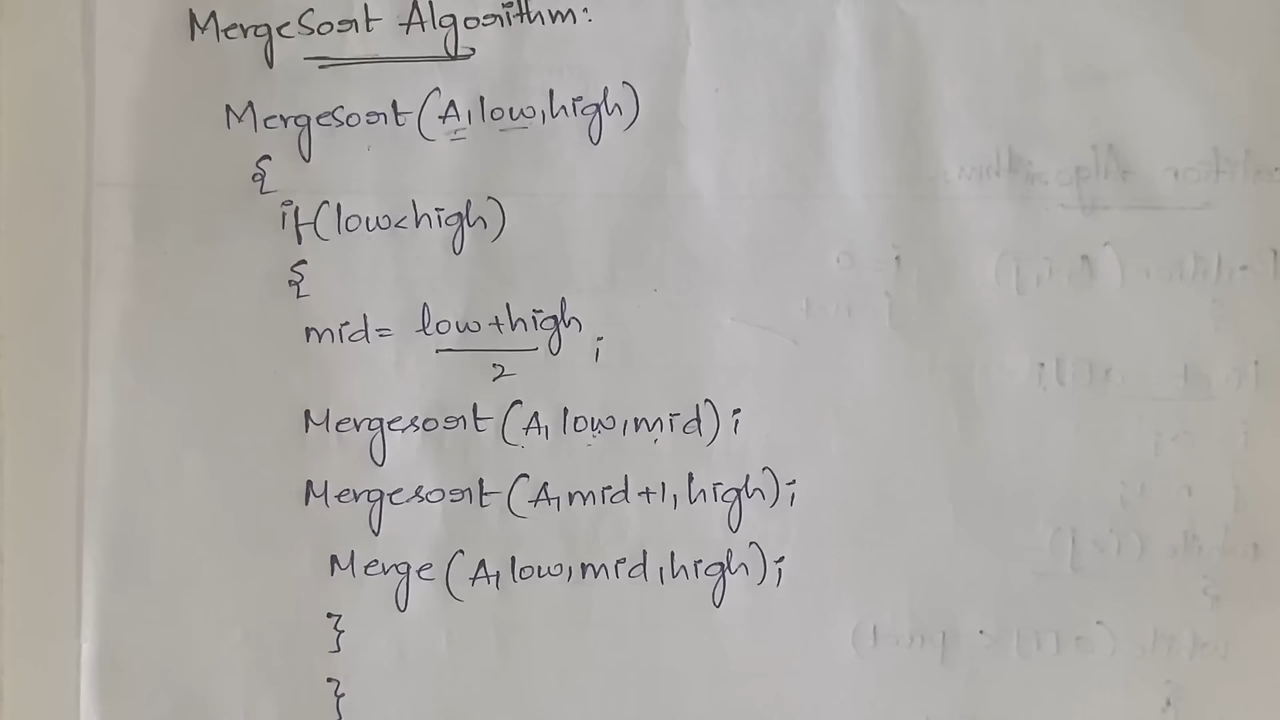 MergeSort Algorithm:
Mergesort(A,low,high)
{
if(low<high)
{
mid= low+high
2 ;
Mergesort(A, low,mid);
Mergesort(A,mid+1,high);
Merge(A,low,mid,high);
}
}